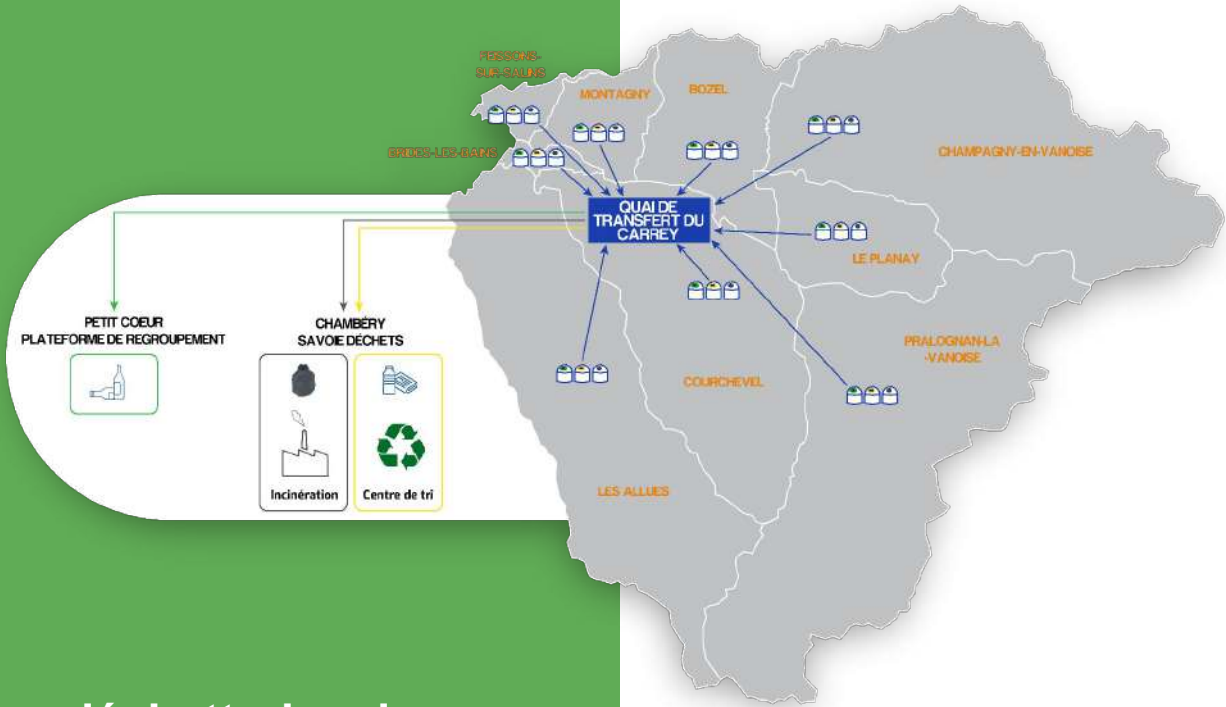 FEISSONS-
SUR-SALINS
MONTAGNY
BOZEL
BRIDES-LES-BAINS
CHAMPAGNY-EN-VANOISE
QUAI DE
TRANSFERT DU
CARREY
LE PLANAY
PETIT COEUR
PLATEFORME DE REGROUPEMENT
CHAMBÉRY
SAVOIE DÉCHETS
PRALOGNAN-LA
-VANOISE
COURCHEVEL
LES ALLUES
Incinération
Centre de tri